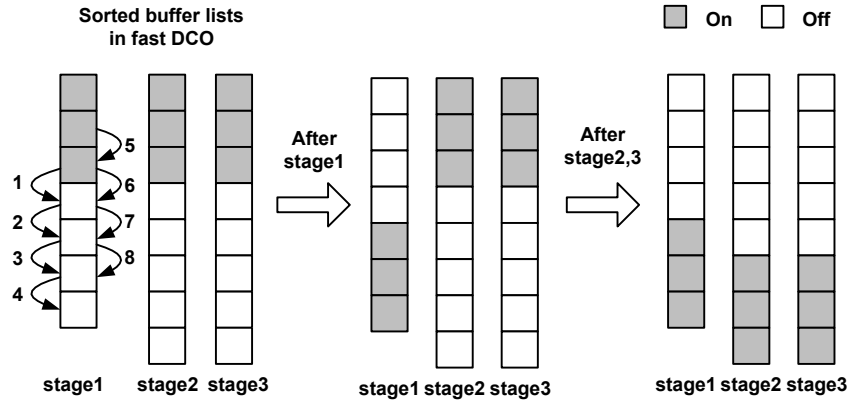 Sorted buffer lists
in fast DCO
On Off
5
1 6
2 7
3 8
4
After
stage1
After
stage2,3
stage1 stage2 stage3
stage1 stage2 stage3
stage1 stage2 stage3